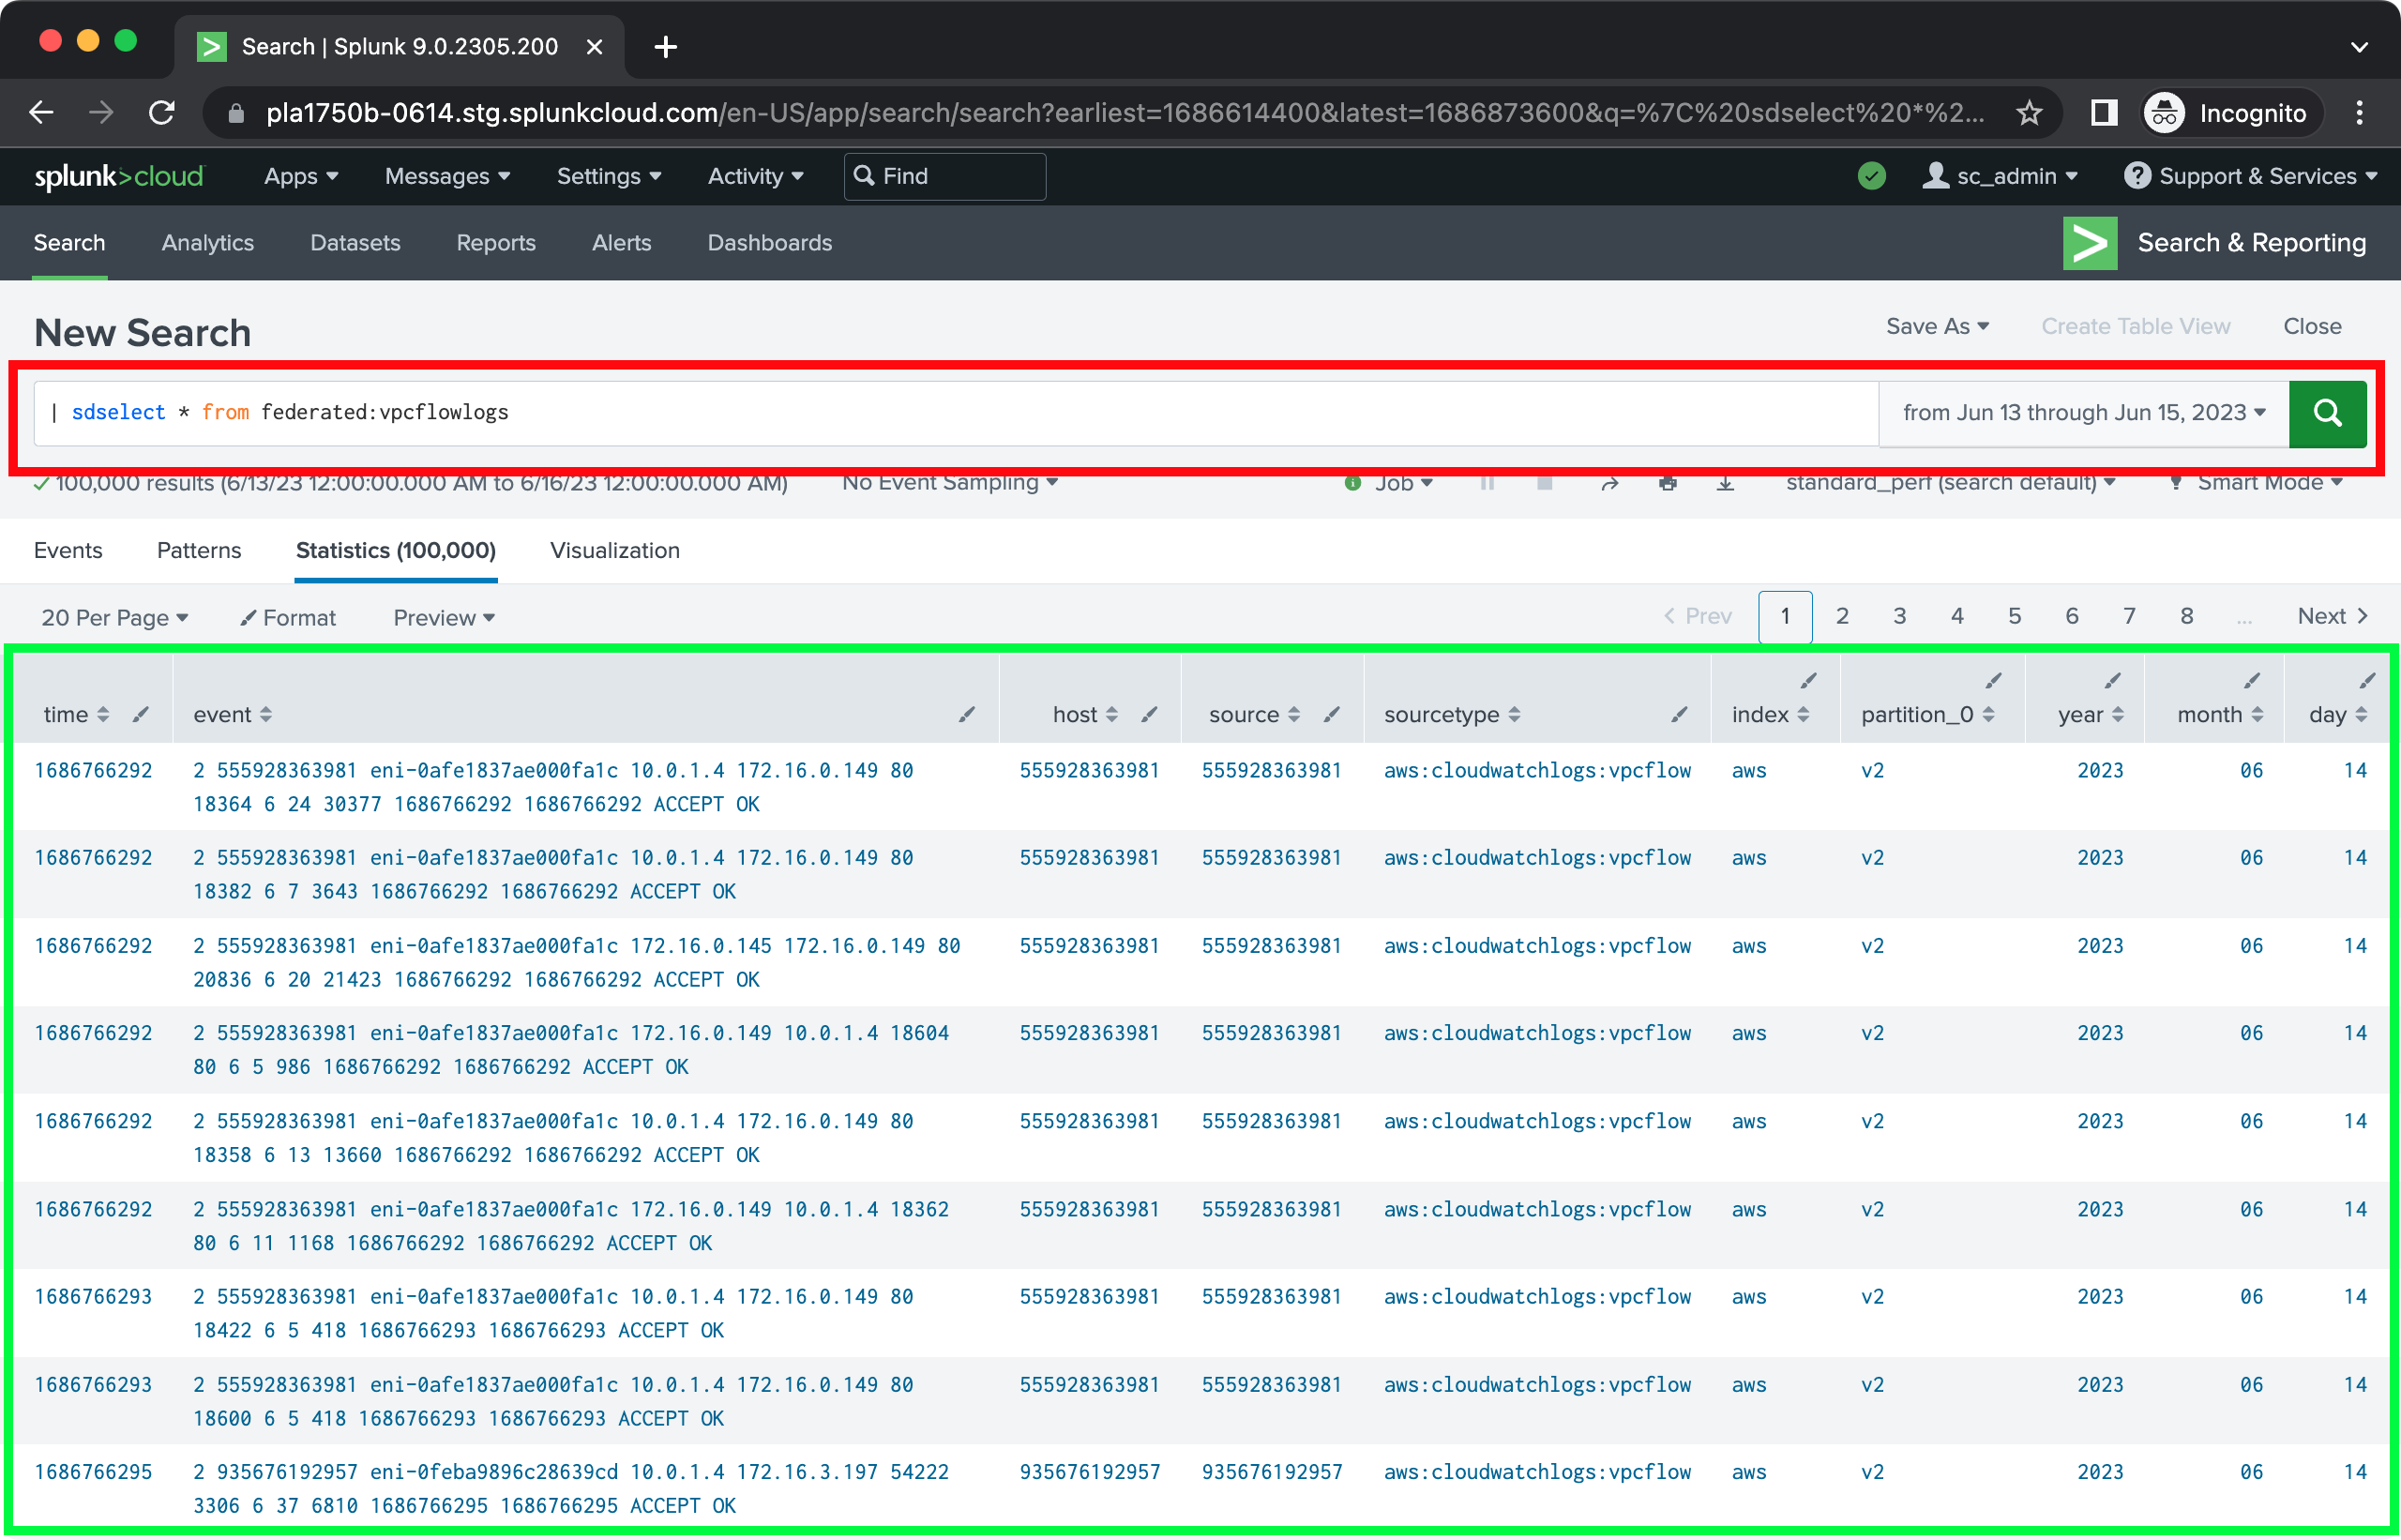 Search | Splunk 9.0.2305.200
pla1750b-0614.stg.splunkcloud.com/en-US/app/search/search?earliest=1686614400&latest=1686873600&q=%7C%20sdselect%20*%2... Incognito
splunk>cloud Apps Messages Settings Activity Find sc_admin Support & Services
Search Analytics Datasets Reports Alerts Dashboards Search & Reporting
New Search Save As Create Table View Close
| sdselect * from federated:vpcflowlogs from Jun 13 through Jun 15, 2023
100,000 results (6/13/23 12:00:00.000 AM to 6/16/23 12:00:00.000 AM) No Event Sampling Job standard_perf (search default) Smart Mode
Events Patterns Statistics (100,000) Visualization
20 Per Page Format Preview < Prev 1 2 3 4 5 6 7 8 ... Next >
time event host source sourcetype index partition_0 year month day
1686766292 2 555928363981 eni-0afe1837ae000fa1c 10.0.1.4 172.16.0.149 80 555928363981 555928363981 aws:cloudwatchlogs:vpcflow aws v2 2023 06 14
18364 6 24 30377 1686766292 1686766292 ACCEPT OK
1686766292 2 555928363981 eni-0afe1837ae000fa1c 10.0.1.4 172.16.0.149 80 555928363981 555928363981 aws:cloudwatchlogs:vpcflow aws v2 2023 06 14
18382 6 7 3643 1686766292 1686766292 ACCEPT OK
1686766292 2 555928363981 eni-0afe1837ae000fa1c 172.16.0.145 172.16.0.149 80 555928363981 555928363981 aws:cloudwatchlogs:vpcflow aws v2 2023 06 14
20836 6 20 21423 1686766292 1686766292 ACCEPT OK
1686766292 2 555928363981 eni-0afe1837ae000fa1c 172.16.0.149 10.0.1.4 18604 555928363981 555928363981 aws:cloudwatchlogs:vpcflow aws v2 2023 06 14
80 6 5 986 1686766292 1686766292 ACCEPT OK
1686766292 2 555928363981 eni-0afe1837ae000fa1c 10.0.1.4 172.16.0.149 80 555928363981 555928363981 aws:cloudwatchlogs:vpcflow aws v2 2023 06 14
18358 6 13 13660 1686766292 1686766292 ACCEPT OK
1686766292 2 555928363981 eni-0afe1837ae000fa1c 172.16.0.149 10.0.1.4 18362 555928363981 555928363981 aws:cloudwatchlogs:vpcflow aws v2 2023 06 14
80 6 11 1168 1686766292 1686766292 ACCEPT OK
1686766293 2 555928363981 eni-0afe1837ae000fa1c 10.0.1.4 172.16.0.149 80 555928363981 555928363981 aws:cloudwatchlogs:vpcflow aws v2 2023 06 14
18422 6 5 418 1686766293 1686766293 ACCEPT OK
1686766293 2 555928363981 eni-0afe1837ae000fa1c 10.0.1.4 172.16.0.149 80 555928363981 555928363981 aws:cloudwatchlogs:vpcflow aws v2 2023 06 14
18600 6 5 418 1686766293 1686766293 ACCEPT OK
1686766295 2 935676192957 eni-0feba9896c28639cd 10.0.1.4 172.16.3.197 54222 935676192957 935676192957 aws:cloudwatchlogs:vpcflow aws v2 2023 06 14
3306 6 37 6810 1686766295 1686766295 ACCEPT OK